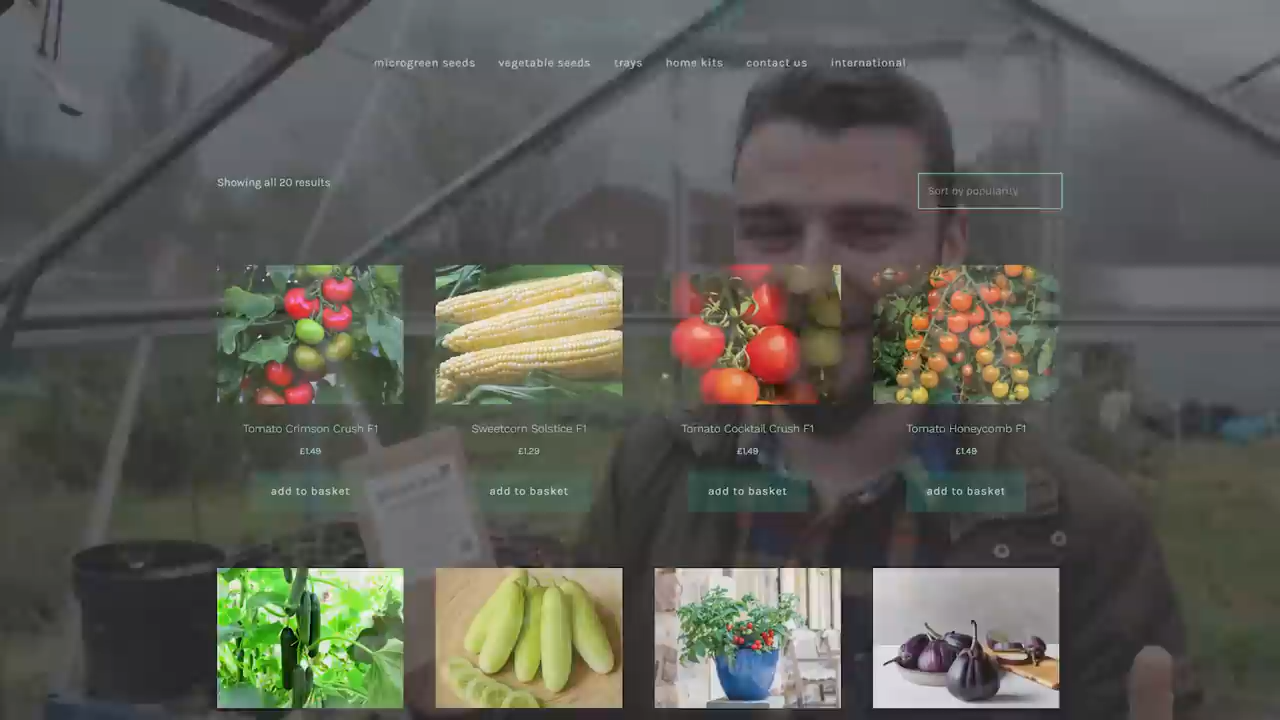 microgreen seeds vegetable seeds trays home kits contact us international
Showing all 20 results
Sort by popularity
Tomato Crimson Crush F1 Sweetcorn Solstice F1 Tomato Cocktail Crush F1 Tomato Honeycomb F1
£1.49 £1.29 £1.49 £1.49
add to basket add to basket add to basket add to basket